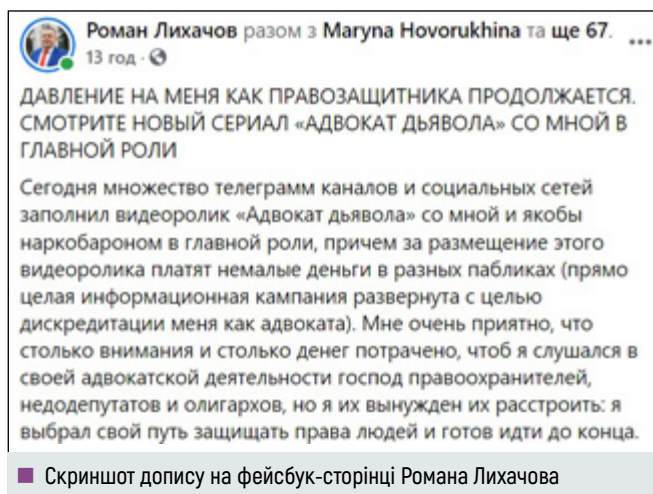 Роман Лихачов разом з Maryna Hovorukhina та ще 67.
13 год ·
ДАВЛЕНИЕ НА МЕНЯ КАК ПРАВОЗАЩИТНИКА ПРОДОЛЖАЕТСЯ.
СМОТРИТЕ НОВЫЙ СЕРИАЛ «АДВОКАТ ДЬЯВОЛА» СО МНОЙ В
ГЛАВНОЙ РОЛИ
Сегодня множество телеграмм каналов и социальных сетей
заполнил видеоролик «Адвокат дьявола» со мной и якобы
наркобароном в главной роли, причем за размещение этого
видеоролика платят немалые деньги в разных пабликах (прямо
целая информационная кампания развернута с целью
дискредитации меня как адвоката). Мне очень приятно, что
столько внимания и столько денег потрачено, чтоб я слушался в
своей адвокатской деятельности господ правоохранителей,
недодепутатов и олигархов, но я их вынужден их расстроить: я
выбрал свой путь защищать права людей и готов идти до конца.
Скриншот допису на фейсбук-сторінці Романа Лихачова